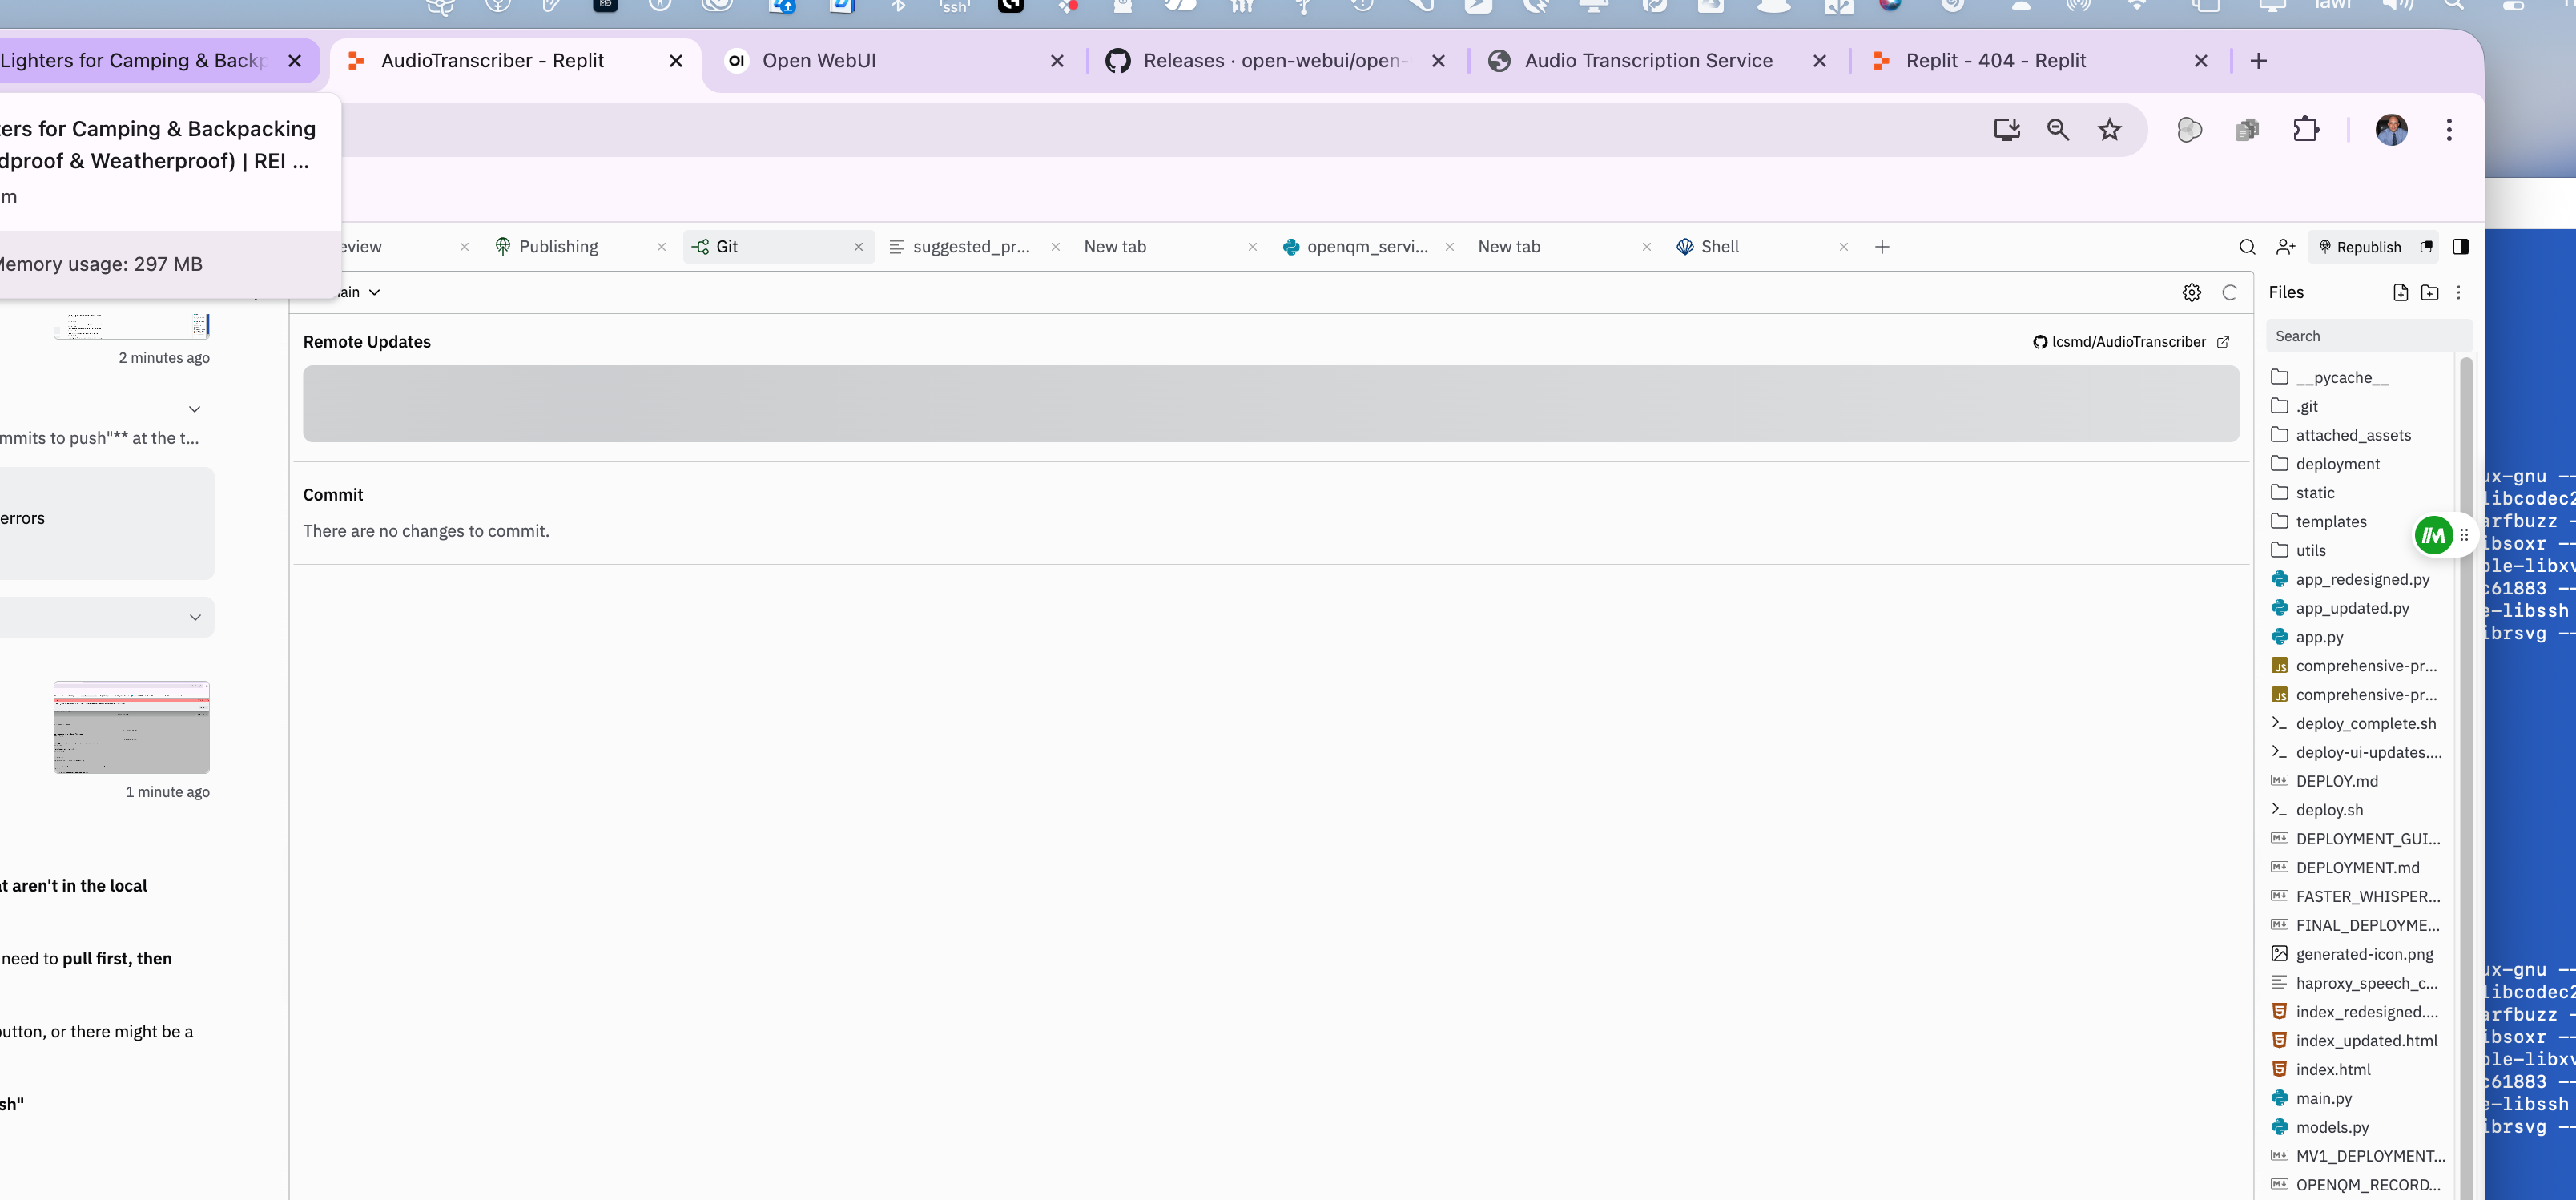 ssh
Lighters for Camping & Backp
AudioTranscriber - Replit
OI
Open WebUI
Releases · open-webui/open-
Audio Transcription Service
Replit - 404 - Replit
ers for Camping & Backpacking
dproof & Weatherproof) | REI ...
m
Memory usage: 297 MB
eview
Publishing
Git
suggested_pr...
New tab
openqm_servi...
New tab
Shell
Republish
ain
Files
Search
2 minutes ago
mmits to push"** at the t...
errors
1 minute ago
t aren't in the local
need to pull first, then
outton, or there might be a
sh"
Remote Updates
lcsmd/AudioTranscriber
Commit
There are no changes to commit.
__pycache__
.git
attached_assets
deployment
static
templates
utils
app_redesigned.py
app_updated.py
app.py
JS comprehensive-pr...
JS comprehensive-pr...
deploy_complete.sh
deploy-ui-updates....
DEPLOY.md
deploy.sh
DEPLOYMENT_GUI...
DEPLOYMENT.md
FASTER_WHISPER...
FINAL_DEPLOYME...
generated-icon.png
haproxy_speech_c...
index_redesigned....
index_updated.html
index.html
main.py
models.py
MV1_DEPLOYMENT...
OPENQM_RECORD...
ux-gnu --
libcodec2
arfbuzz -
ibsoxr --
ble-libxv
c61883 --
e-libssh
ibrsvg --
ux-gnu --
libcodec2
arfbuzz -
ibsoxr --
ble-libxv
c61883 --
e-libssh
ibrsvg --